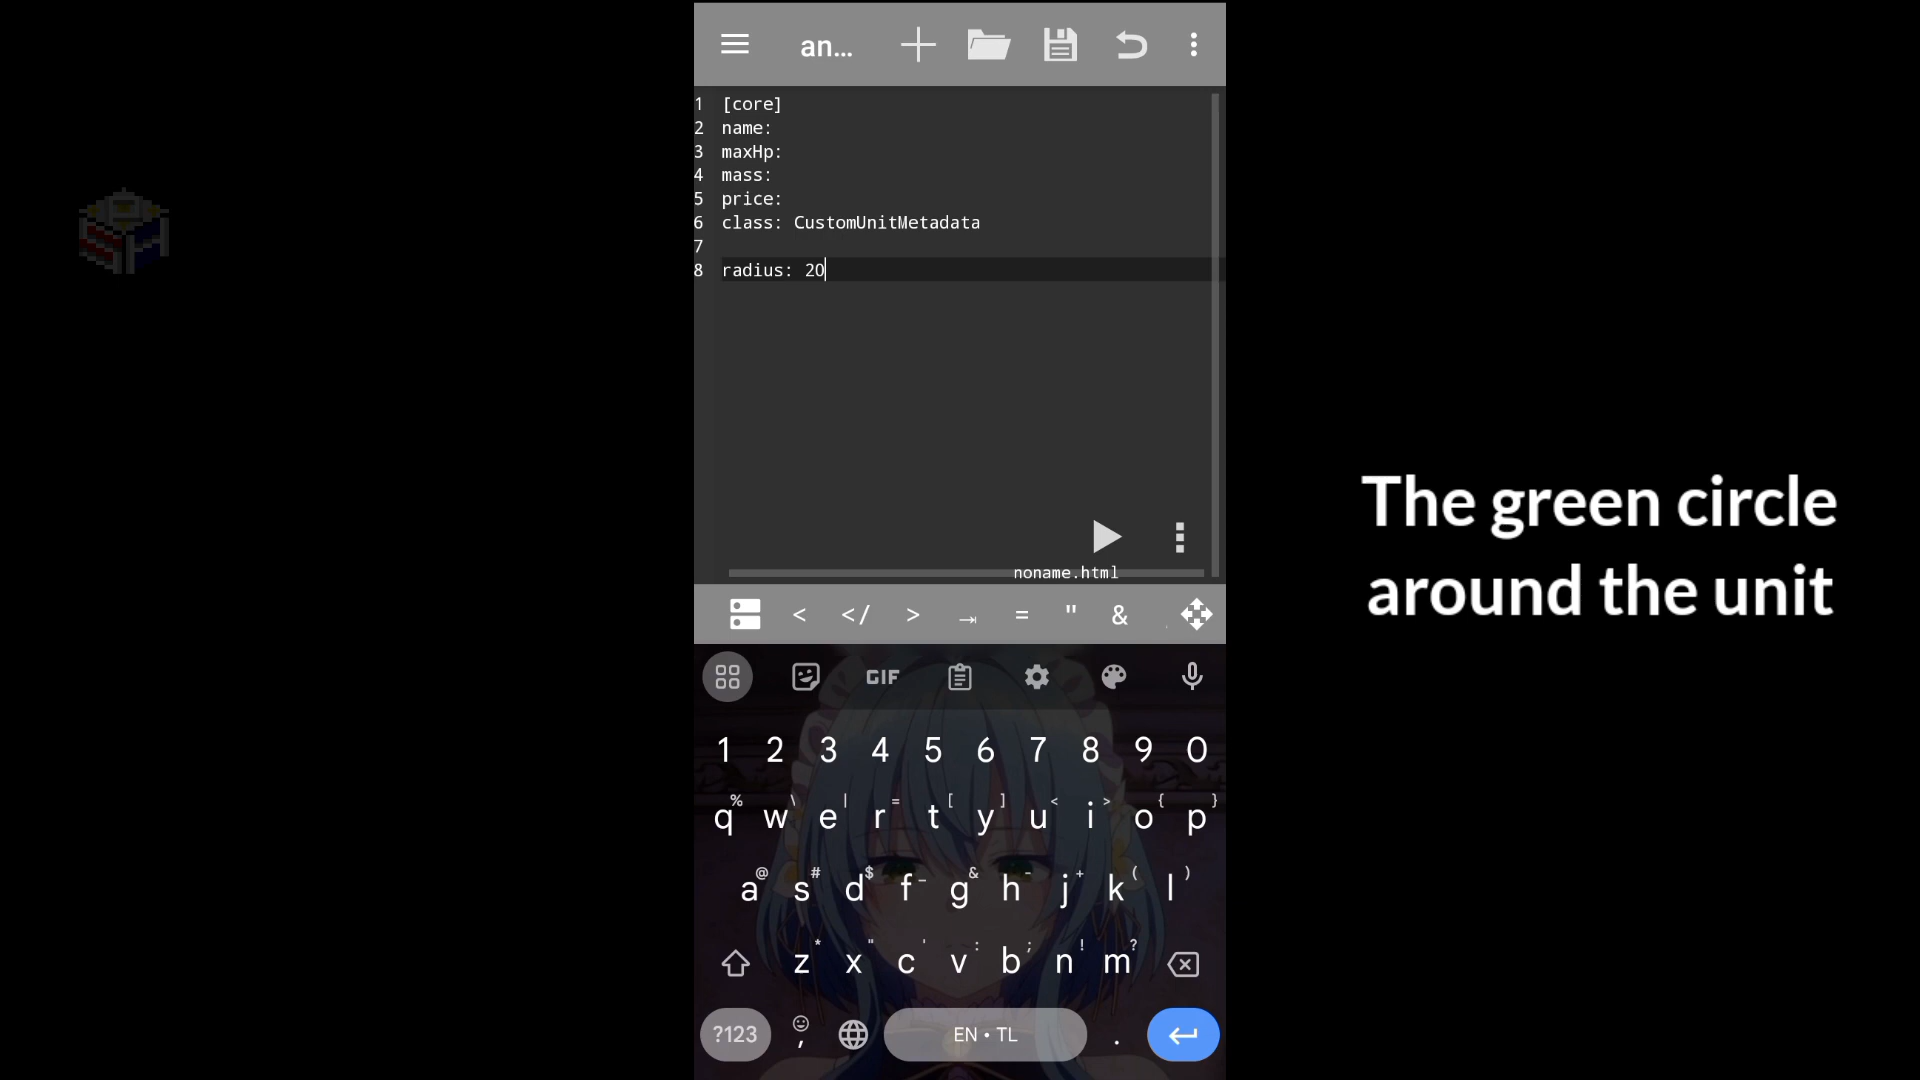 an...
1 [core]
2 name:
3 maxHp:
4 mass:
5 price:
6 class: CustomUnitMetadata
7
8 radius: 20
noname.html
< </ > = " &
The green circle
around the unit
GIF
1 2 3 4 5 6 7 8 9 0
% \ | = [ ] < > { }
q w e r t y u i o p
@ # $ _ & - + ( )
a s d f g h j k l
* " ' : ; ! ?
z x c v b n m
?123 , EN • TL .